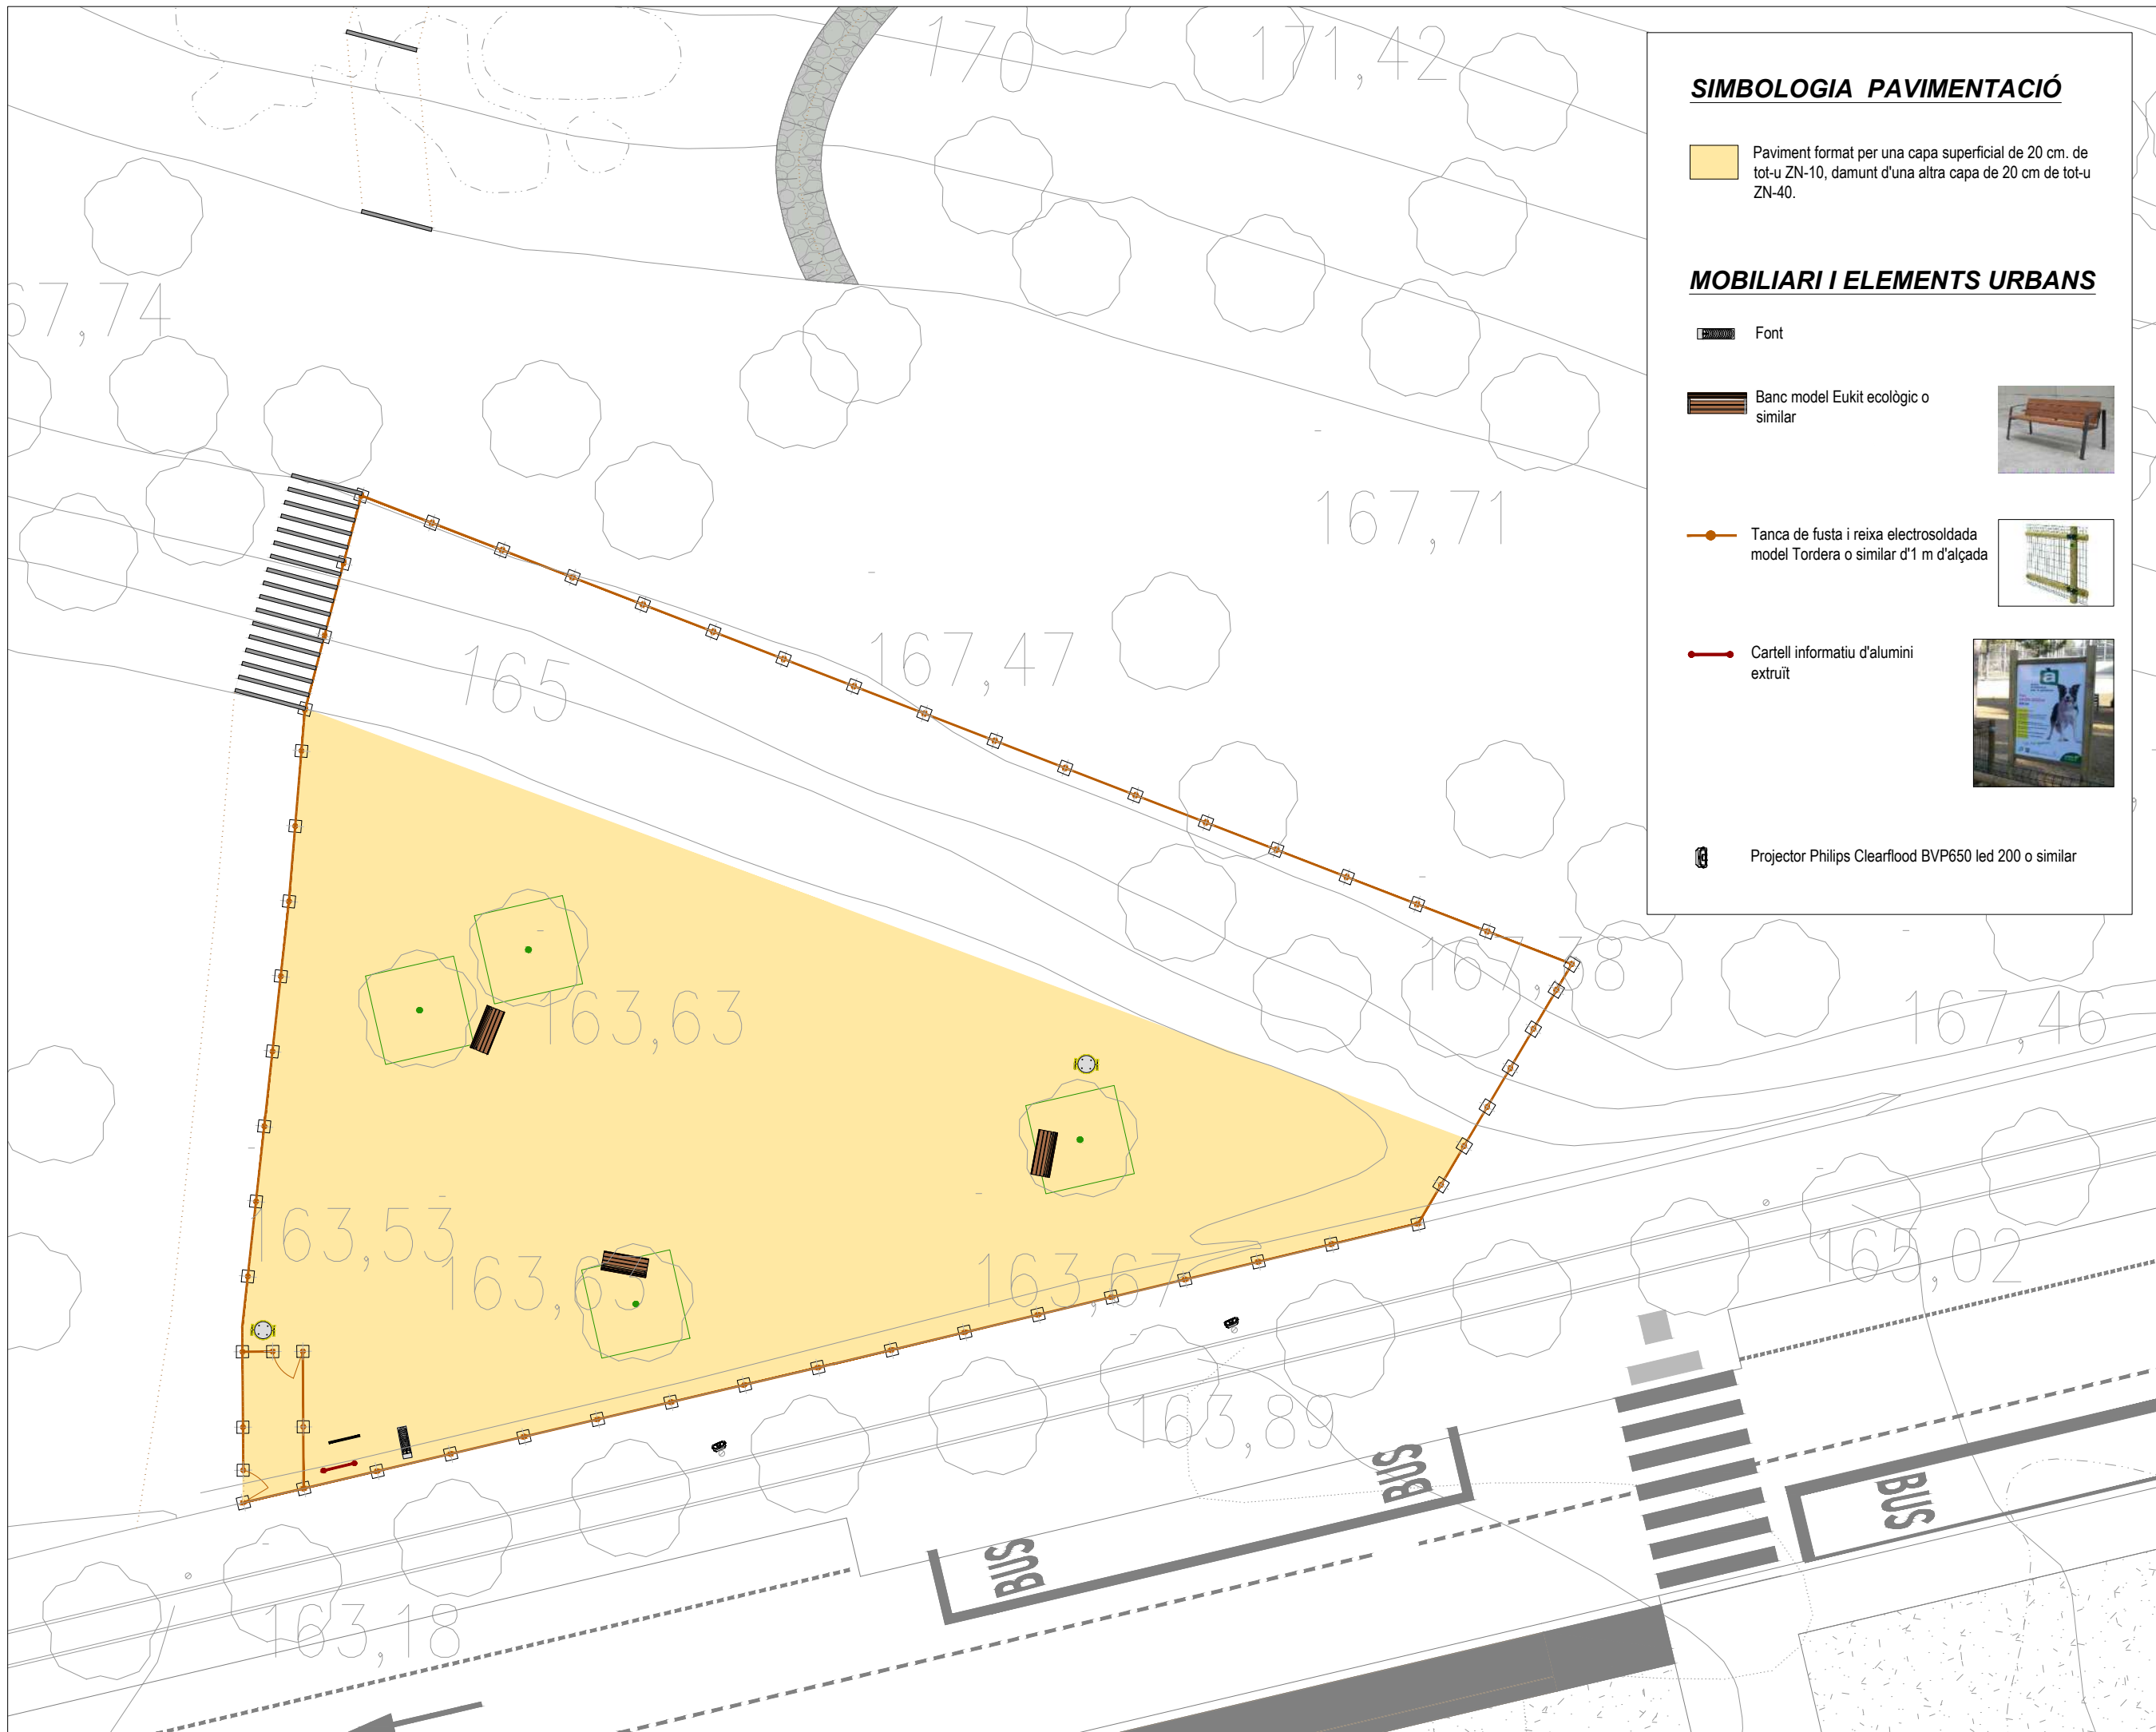 170
171,42
67,74
167,71
167,47
165
167,38
167,46
163,63
163,53
163,65
163,67
165,02
163,89
163,18
BUS
BUS
BUS
SIMBOLOGIA PAVIMENTACIÓ
Paviment format per una capa superficial de 20 cm. de
tot-u ZN-10, damunt d'una altra capa de 20 cm de tot-u
ZN-40.
MOBILIARI I ELEMENTS URBANS
Font
Banc model Eukit ecològic o
similar
Tanca de fusta i reixa electrosoldada
model Tordera o similar d'1 m d'alçada
Cartell informatiu d'alumini
extruït
a
Projector Philips Clearflood BVP650 led 200 o similar